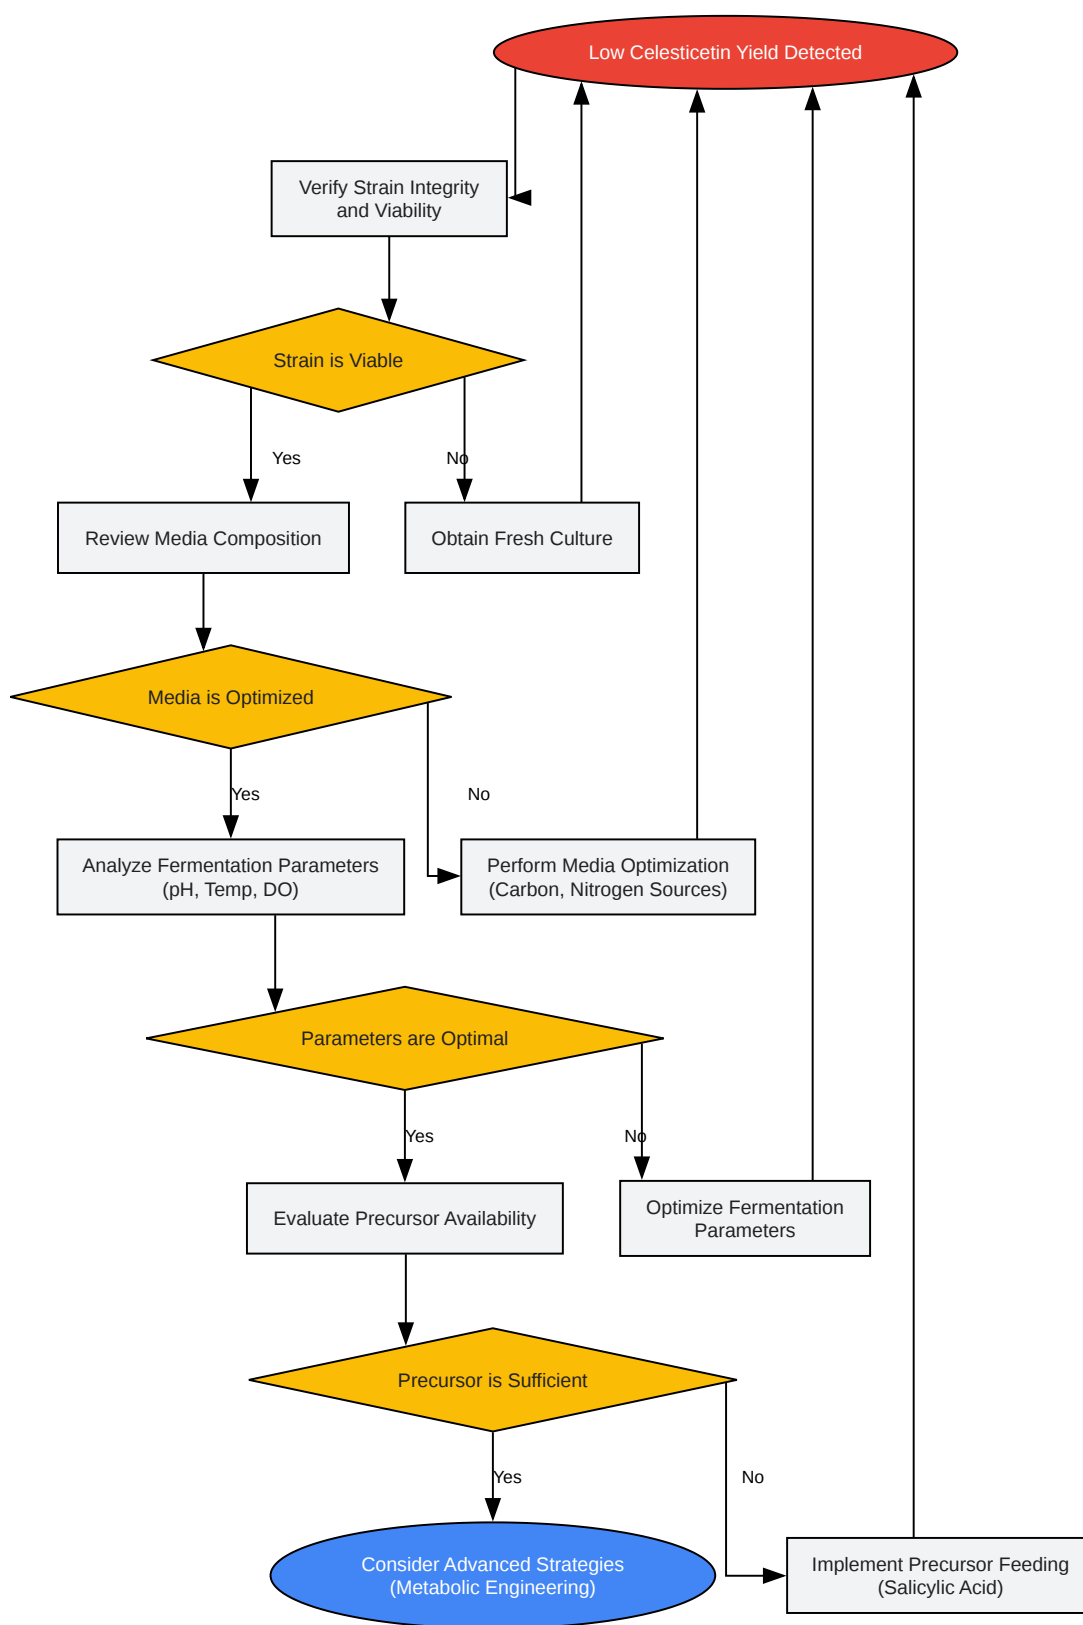 Low Celesticetin Yield Detected
Verify Strain Integrity
and Viability
Strain is Viable
Yes
No
Review Media Composition
Obtain Fresh Culture
Media is Optimized
Yes
No
Analyze Fermentation Parameters
(pH, Temp, DO)
Perform Media Optimization
(Carbon, Nitrogen Sources)
Parameters are Optimal
Yes
No
Evaluate Precursor Availability
Optimize Fermentation
Parameters
Precursor is Sufficient
Yes
No
Consider Advanced Strategies
(Metabolic Engineering)
Implement Precursor Feeding
(Salicylic Acid)